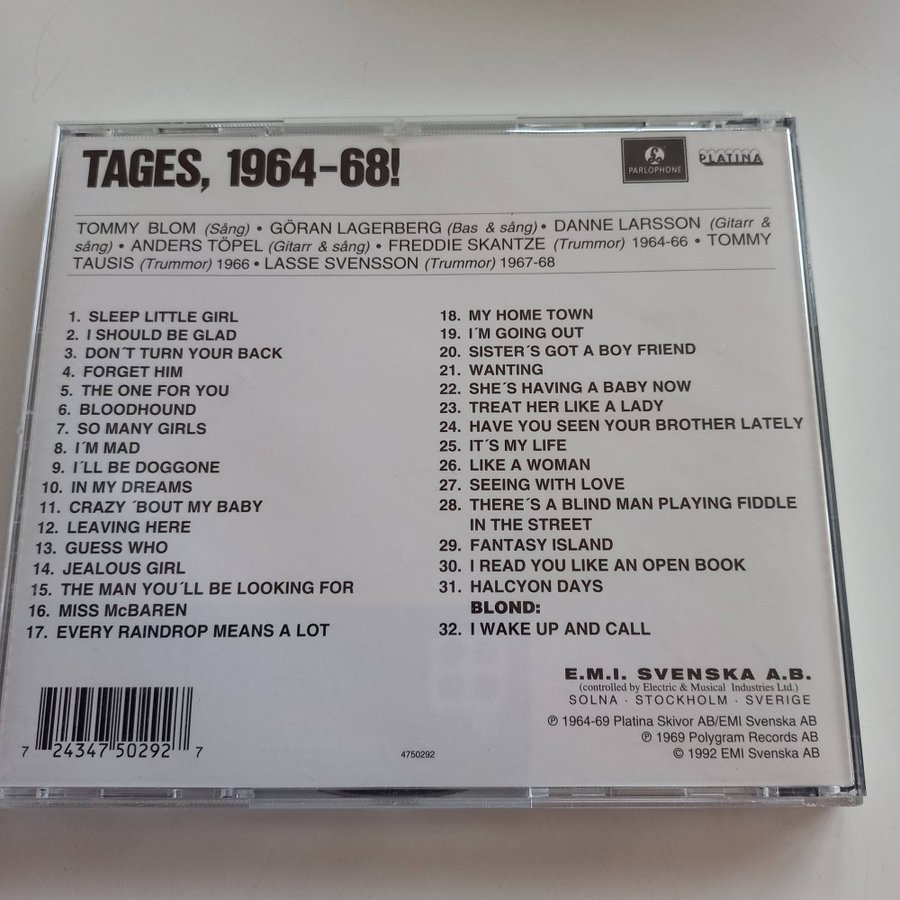 TAGES, 1964-68!
PARLOPHONE
PLATINA
TOMMY BLOM (Sång) • GÖRAN LAGERBERG (Bas & sång) • DANNE LARSSON (Gitarr &
sång) • ANDERS TÖPEL (Gitarr & sång) • FREDDIE SKANTZE (Trummor) 1964-66 • TOMMY
TAUSIS (Trummor) 1966 • LASSE SVENSSON (Trummor) 1967-68
1. SLEEP LITTLE GIRL
2. I SHOULD BE GLAD
3. DON´T TURN YOUR BACK
4. FORGET HIM
5. THE ONE FOR YOU
6. BLOODHOUND
7. SO MANY GIRLS
8. I´M MAD
9. I´LL BE DOGGONE
10. IN MY DREAMS
11. CRAZY ´BOUT MY BABY
12. LEAVING HERE
13. GUESS WHO
14. JEALOUS GIRL
15. THE MAN YOU´LL BE LOOKING FOR
16. MISS McBAREN
17. EVERY RAINDROP MEANS A LOT
18. MY HOME TOWN
19. I´M GOING OUT
20. SISTER´S GOT A BOY FRIEND
21. WANTING
22. SHE´S HAVING A BABY NOW
23. TREAT HER LIKE A LADY
24. HAVE YOU SEEN YOUR BROTHER LATELY
25. IT´S MY LIFE
26. LIKE A WOMAN
27. SEEING WITH LOVE
28. THERE´S A BLIND MAN PLAYING FIDDLE
IN THE STREET
29. FANTASY ISLAND
30. I READ YOU LIKE AN OPEN BOOK
31. HALCYON DAYS
BLOND:
32. I WAKE UP AND CALL
E.M.I. SVENSKA A.B.
(controlled by Electric & Musical Industries Ltd.)
SOLNA · STOCKHOLM · SVERIGE
℗ 1964-69 Platina Skivor AB/EMI Svenska AB
℗ 1969 Polygram Records AB
© 1992 EMI Svenska AB
7 24347 50292 7
4750292